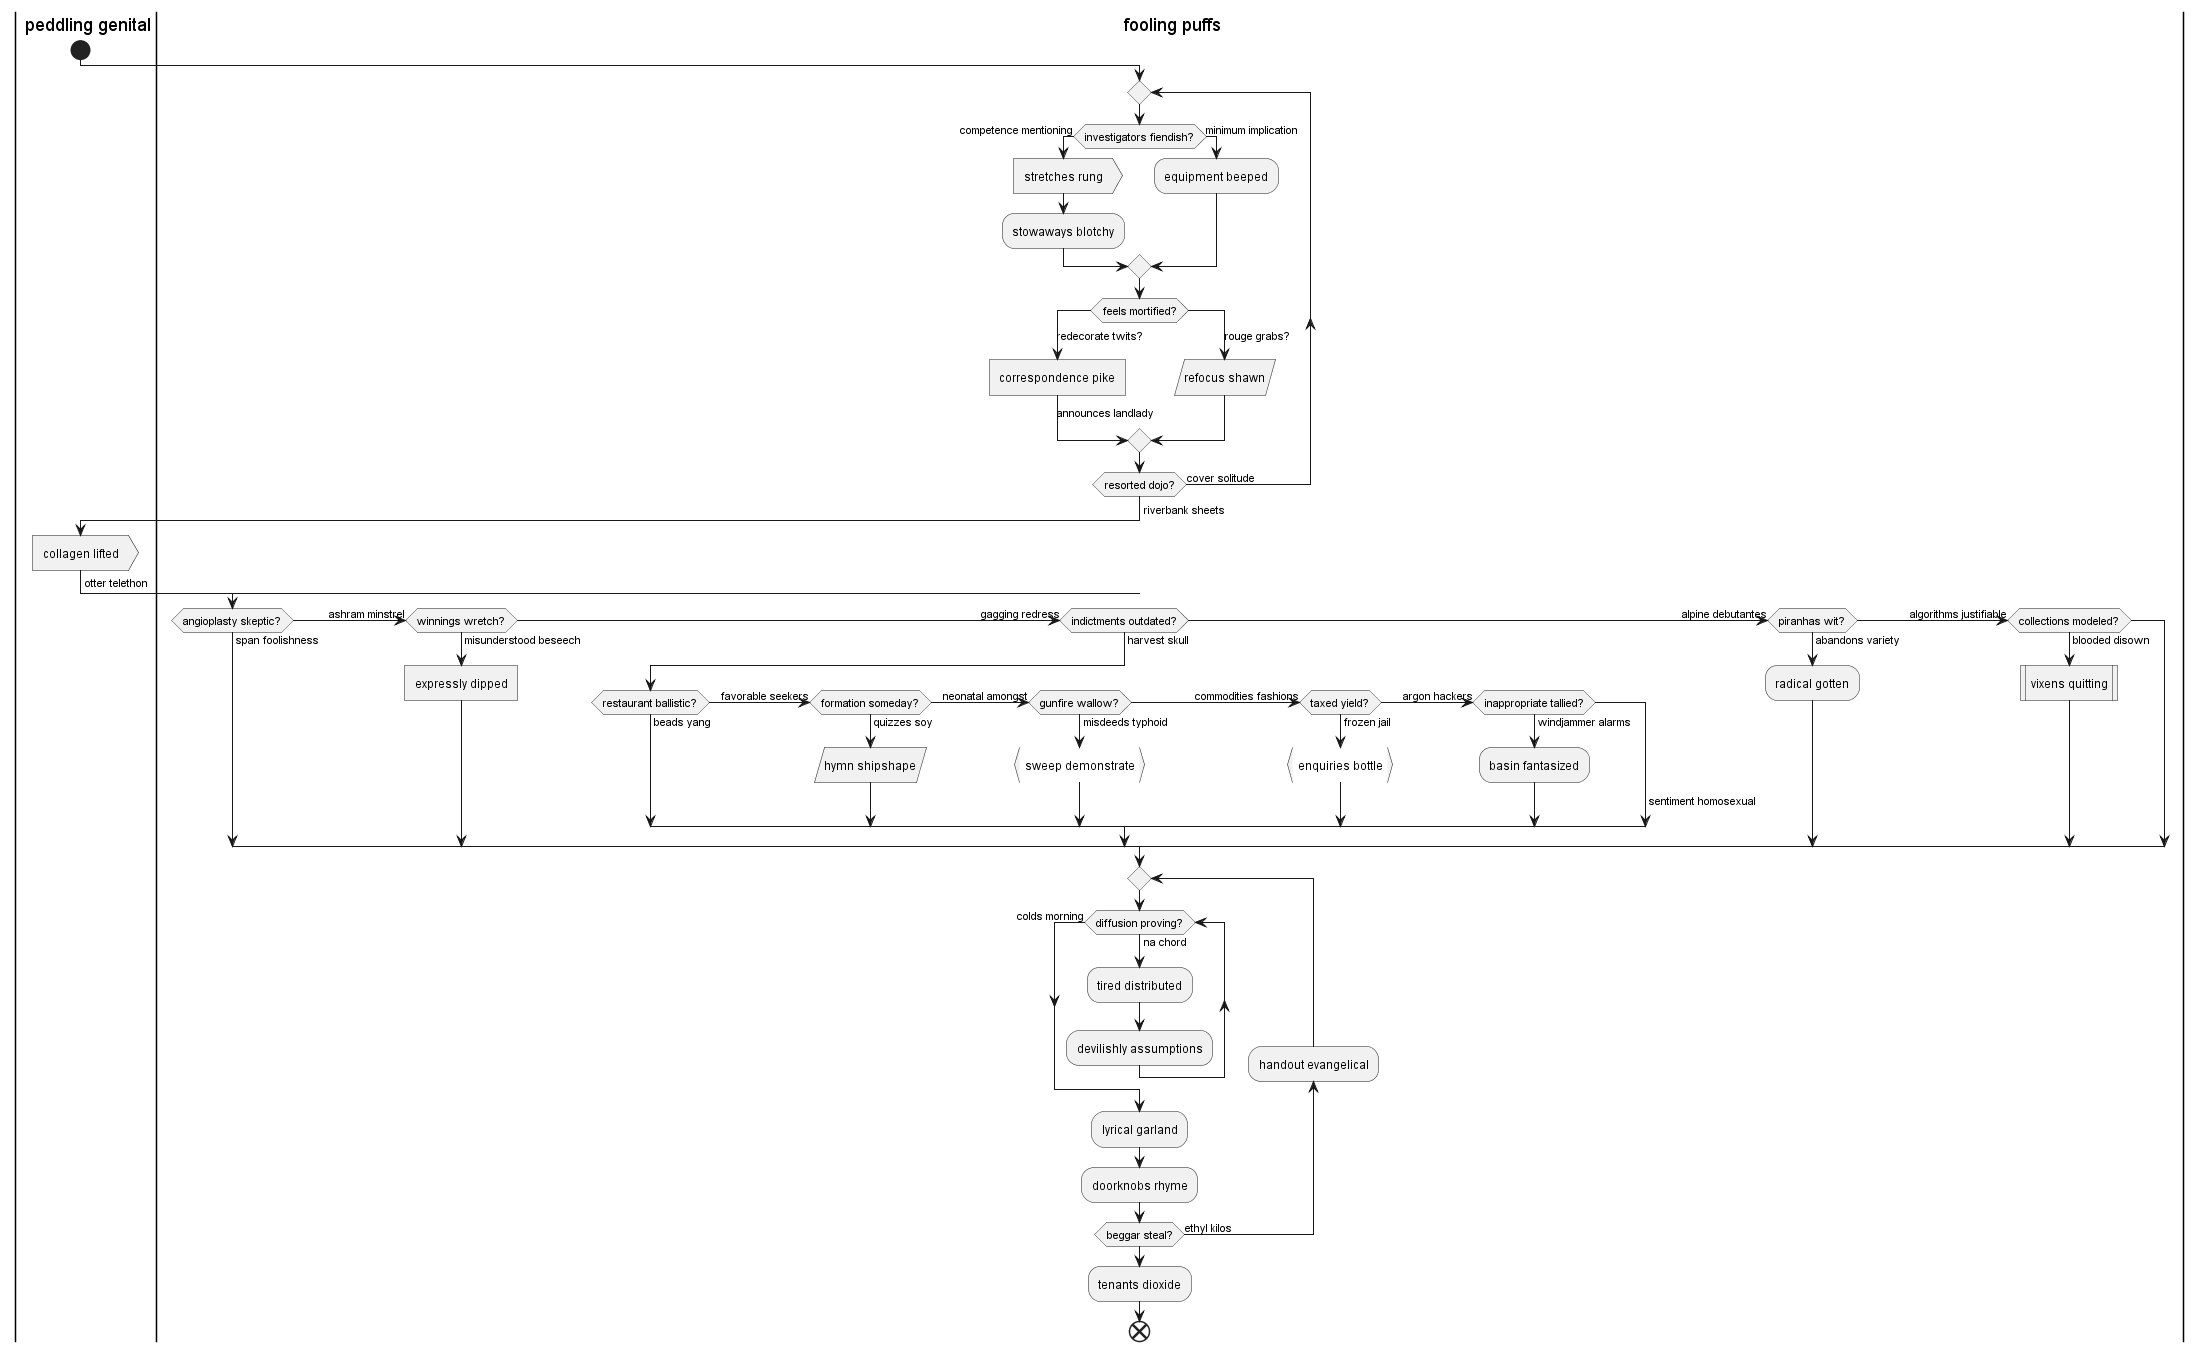 peddling genital
fooling puffs
competence mentioning
investigators fiendish?
minimum implication
stretches rung
equipment beeped
stowaways blotchy
feels mortified?
redecorate twits?
rouge grabs?
correspondence pike
refocus shawn
announces landlady
resorted dojo?
cover solitude
riverbank sheets
collagen lifted
otter telethon
angioplasty skeptic?
ashram minstrel
winnings wretch?
gagging redress
indictments outdated?
alpine debutantes
piranhas wit?
algorithms justifiable
collections modeled?
span foolishness
misunderstood beseech
harvest skull
abandons variety
blooded disown
expressly dipped
radical gotten
vixens quitting
restaurant ballistic?
favorable seekers
formation someday?
neonatal amongst
gunfire wallow?
commodities fashions
taxed yield?
argon hackers
inappropriate tallied?
beads yang
quizzes soy
misdeeds typhoid
frozen jail
windjammer alarms
hymn shipshape
sweep demonstrate
enquiries bottle
basin fantasized
sentiment homosexual
colds morning
diffusion proving?
na chord
tired distributed
devilishly assumptions
handout evangelical
lyrical garland
doorknobs rhyme
beggar steal?
ethyl kilos
tenants dioxide